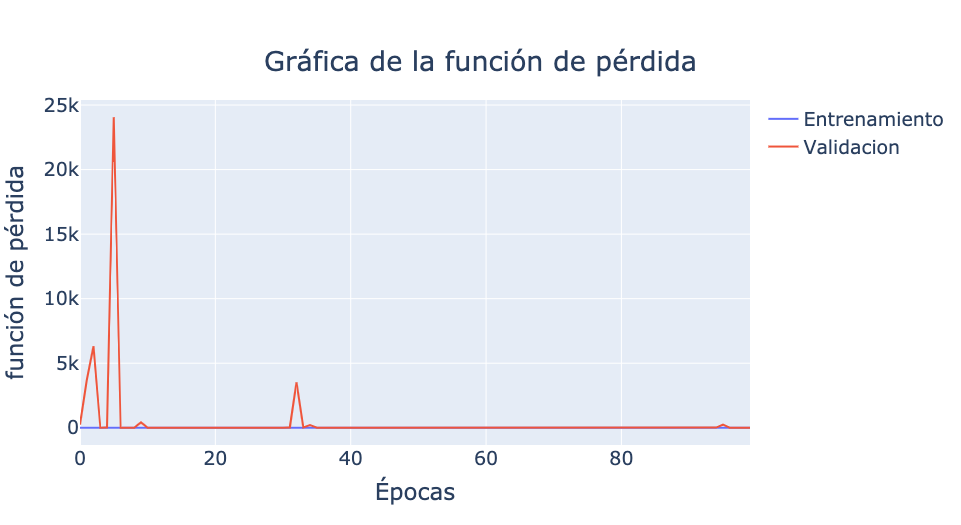 Gráfica de la función de pérdida
25k
20k
15k
10k
5k
0
0
20
40
60
80
Épocas
función de pérdida
Entrenamiento
Validacion